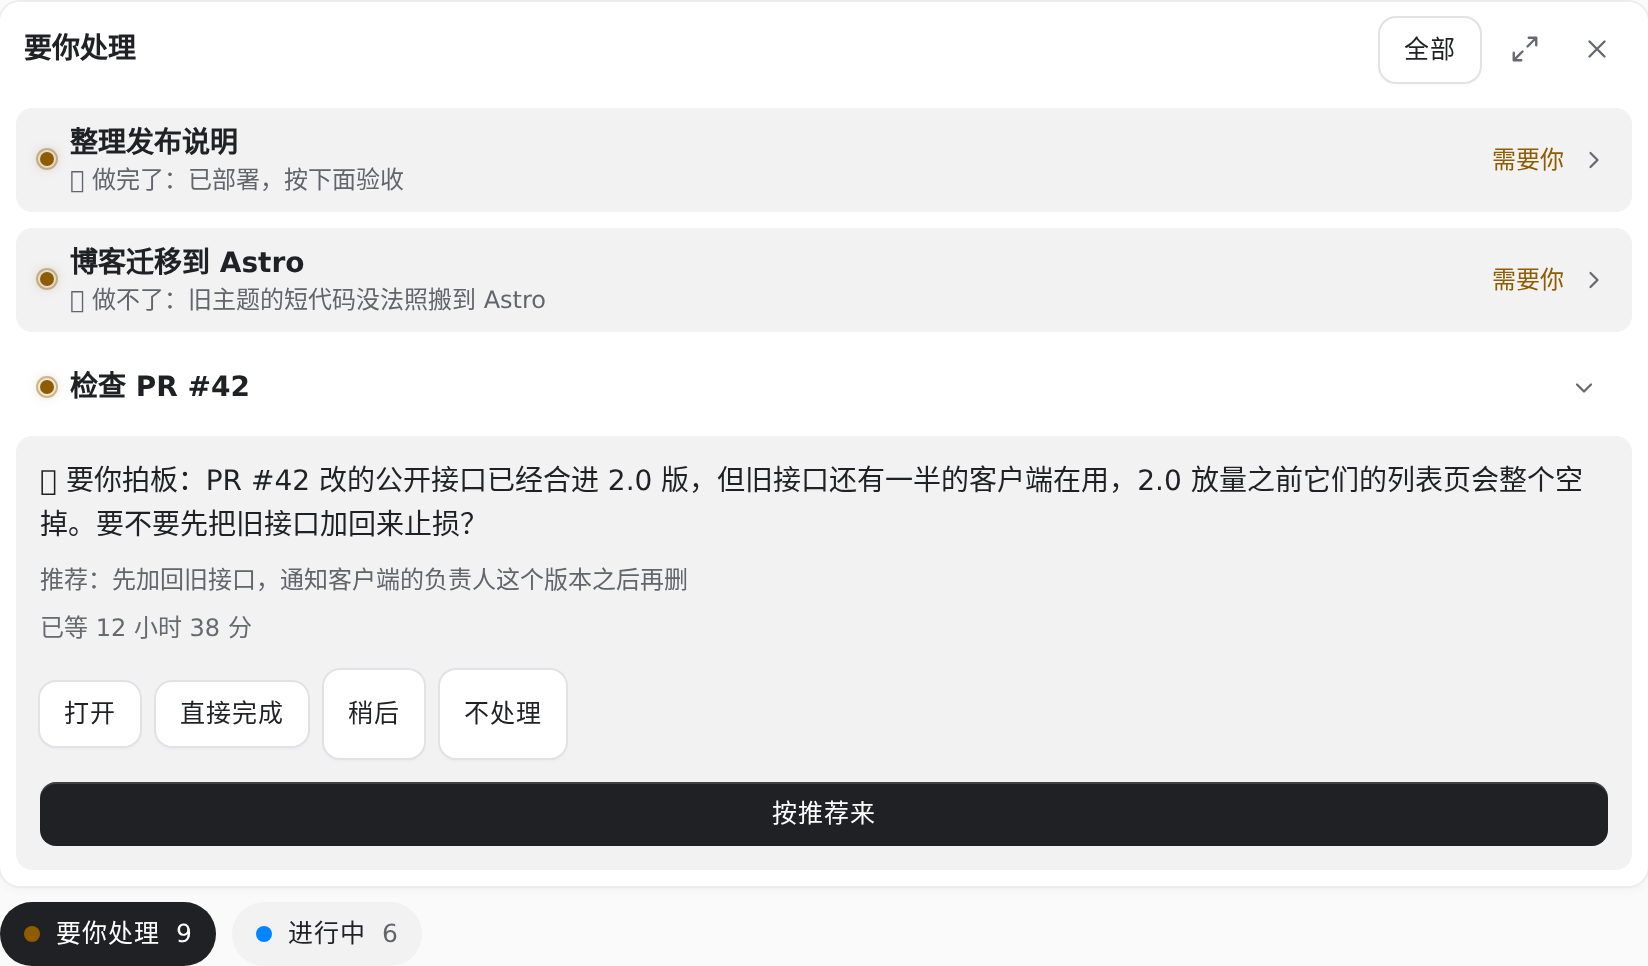 要你处理
全部
整理发布说明
做完了：已部署，按下面验收
需要你
博客迁移到 Astro
做不了：旧主题的短代码没法照搬到 Astro
需要你
检查 PR #42
要你拍板：PR #42 改的公开接口已经合进 2.0 版，但旧接口还有一半的客户端在用，2.0 放量之前它们的列表页会整个空
掉。要不要先把旧接口加回来止损？
推荐：先加回旧接口，通知客户端的负责人这个版本之后再删
已等 12 小时 38 分
打开
直接完成
稍后
不处理
按推荐来
要你处理 9
进行中 6